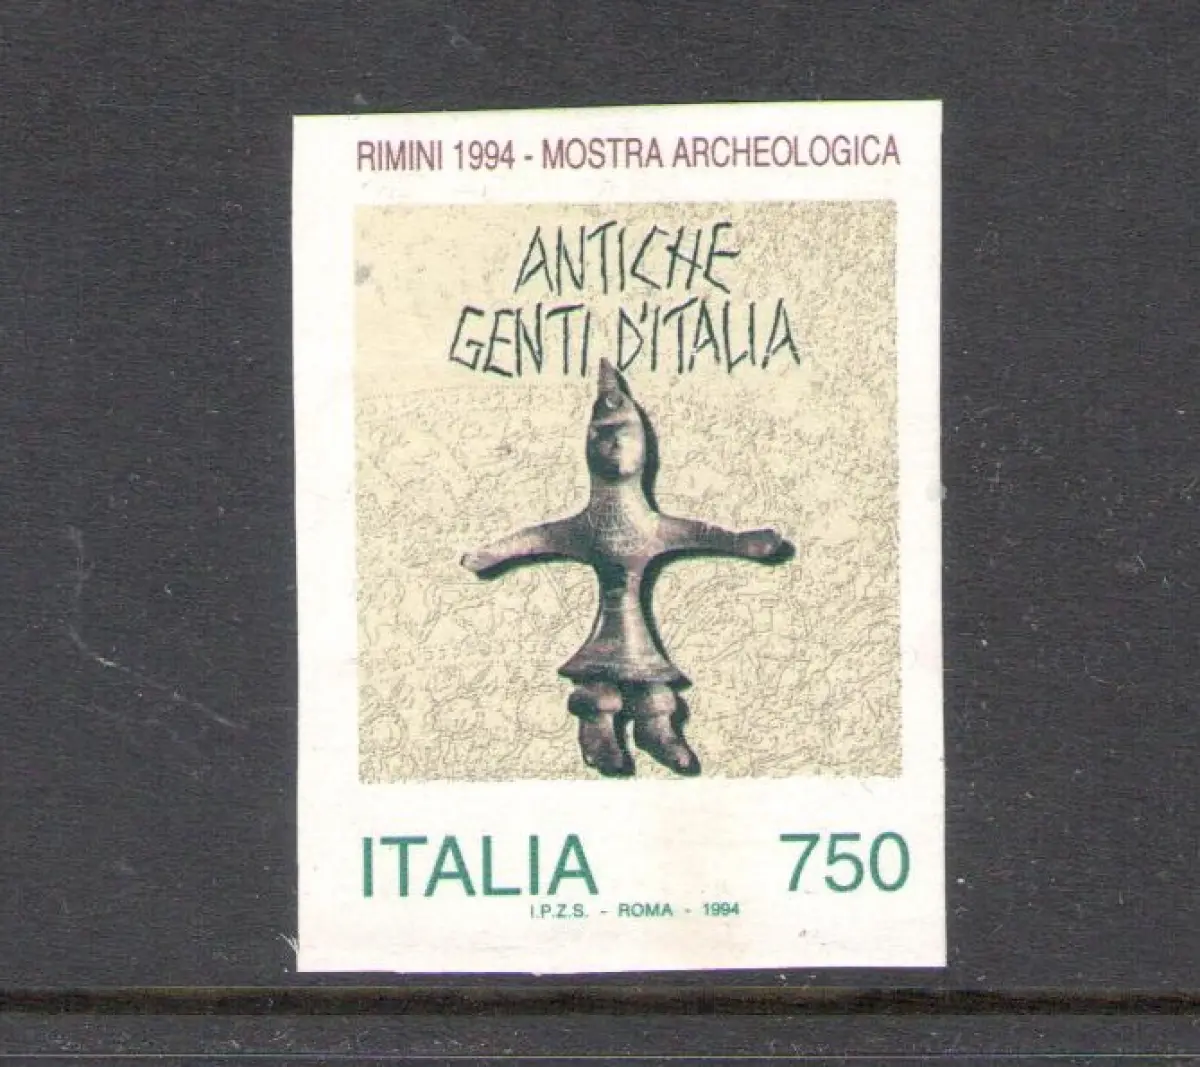 RIMINI 1994 - MOSTRA ARCHEOLOGICA
ANTICHE
GENTI D'ITALIA
ITALIA 750
I.P.Z.S. - ROMA - 1994